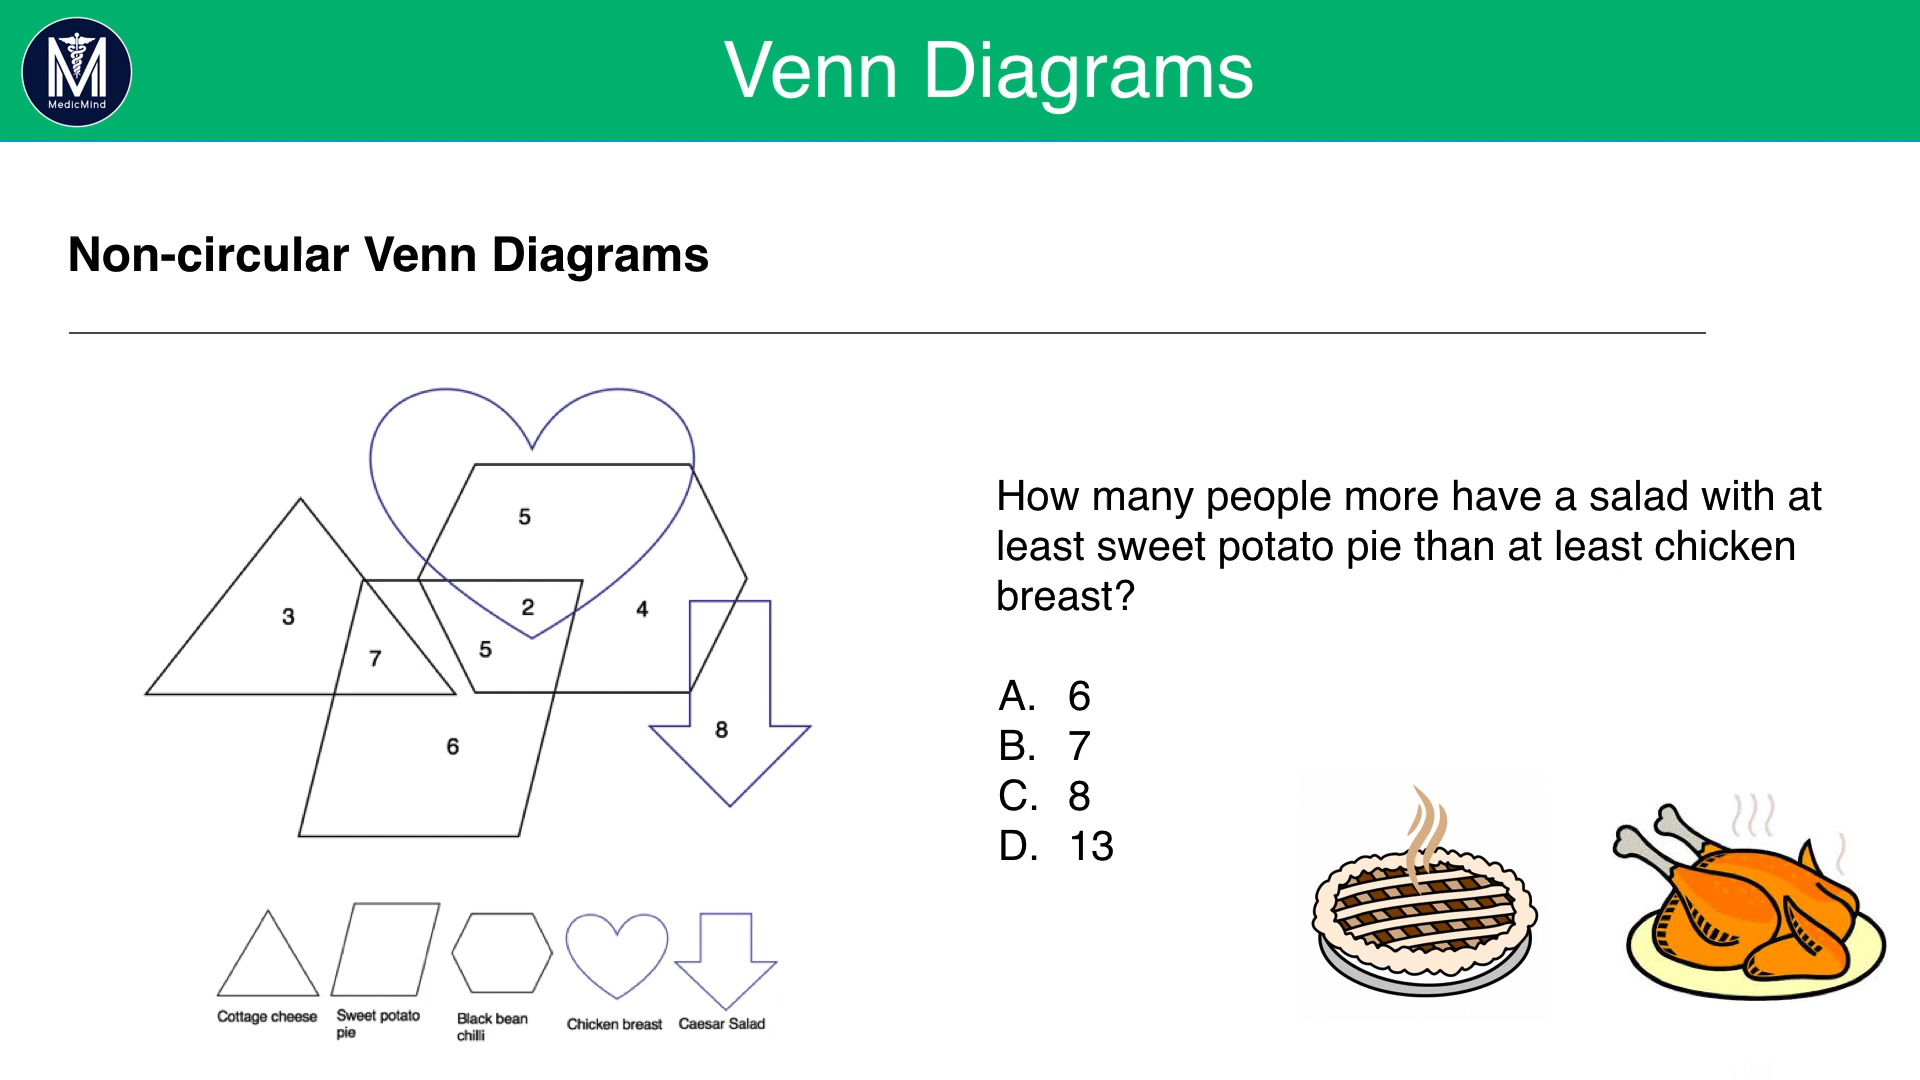 M
MedicMind
Venn Diagrams
Non-circular Venn Diagrams
5
3
2
4
7
5
8
6
Cottage cheese
Sweet potato
pie
Black bean
chilli
Chicken breast
Caesar Salad
How many people more have a salad with at
least sweet potato pie than at least chicken
breast?
A. 6
B. 7
C. 8
D. 13